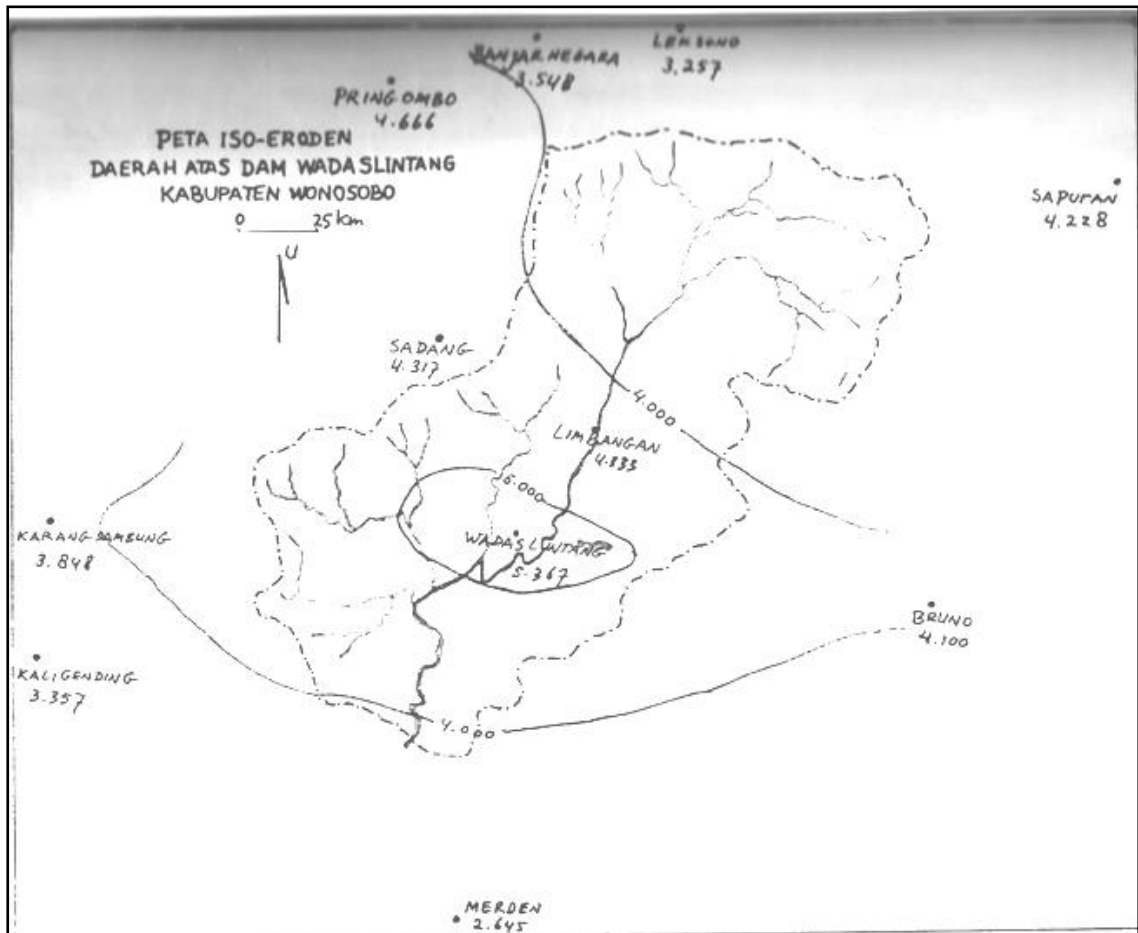 BANJARNEGARA
3.548
LEKSONO
3.257
PRINGOMBO
4.666
PETA ISO-ERODEN
DAERAH ATAS DAM WADASLINTANG
KABUPATEN WONOSOBO
0 25 km
U
SAPURAN
4.228
SADANG
4.317
4.000
LIMBANGAN
4.333
5.000
KARANGSAMBUNG
3.848
WADASLINTANG
5.367
BRUNO
4.100
KALIGENDING
3.357
4.000
MERDEN
2.645